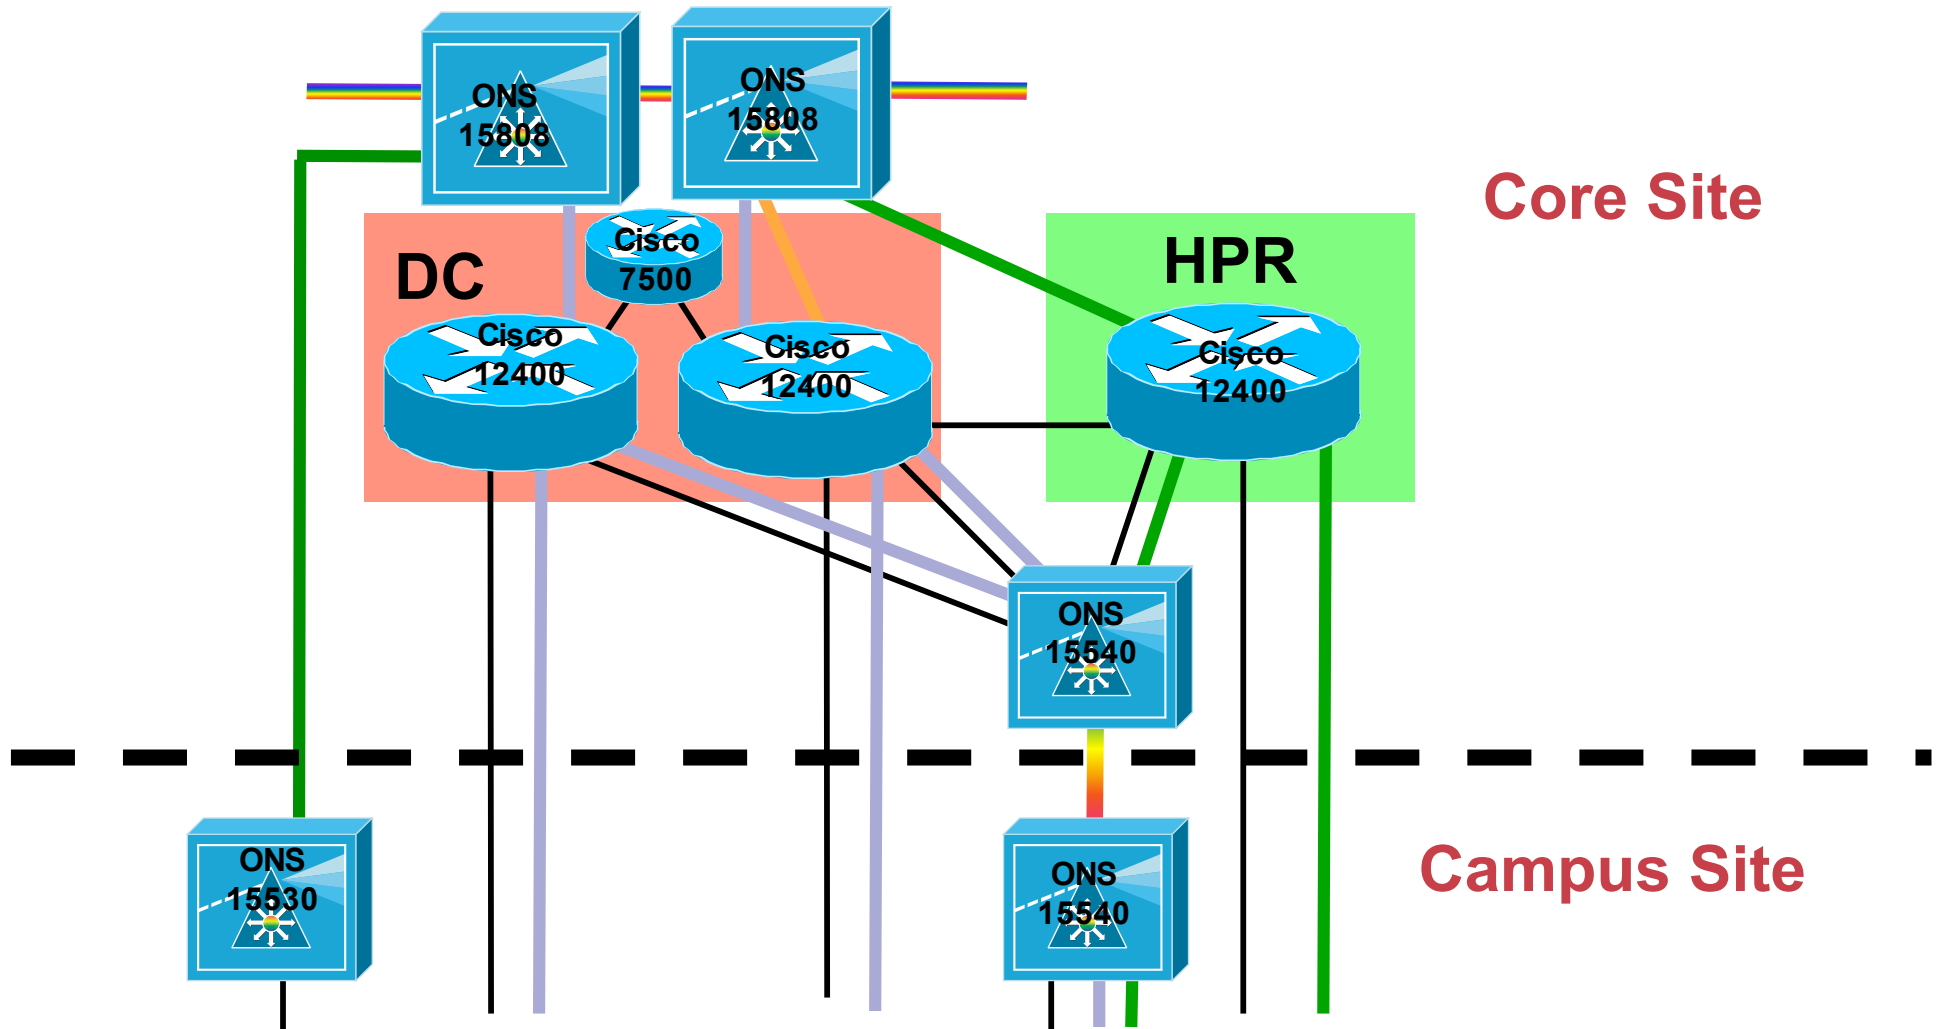 ONS
15808
ONS
15808
Core Site
DC
Cisco
7500
HPR
Cisco
12400
Cisco
12400
Cisco
12400
ONS
15540
Campus Site
ONS
15530
ONS
15540